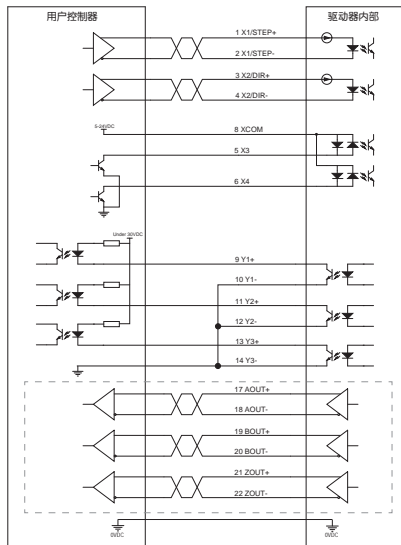 用户控制器
驱动器内部
1 X1/STEP+
2 X1/STEP-
3 X2/DIR+
4 X2/DIR-
5-24VDC
8 XCOM
5 X3
6 X4
Under 30VDC
9 Y1+
10 Y1-
11 Y2+
12 Y2-
13 Y3+
14 Y3-
17 AOUT+
18 AOUT-
19 BOUT+
20 BOUT-
21 ZOUT+
22 ZOUT-
0VDC
0VDC